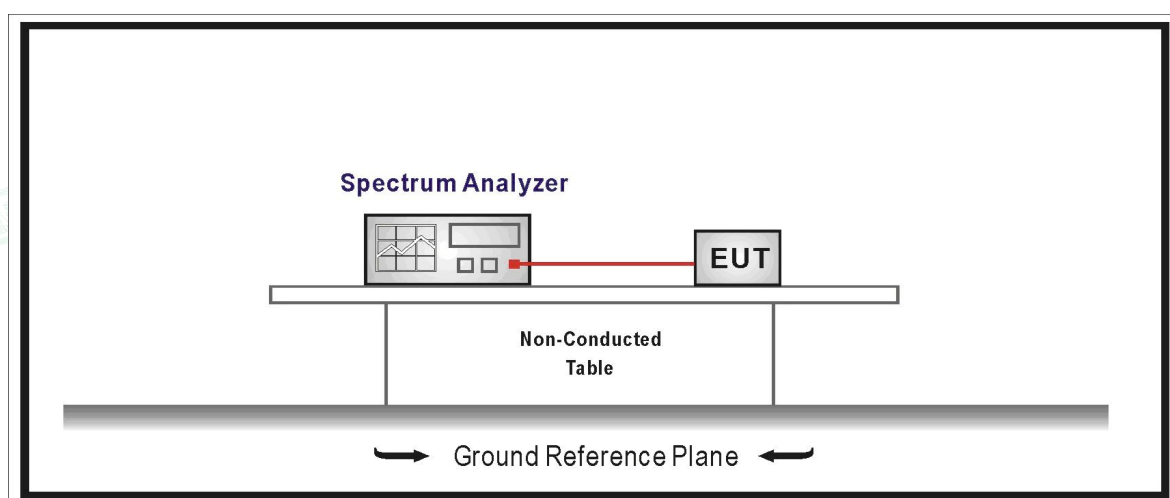 Spectrum Analyzer
EUT
Non-Conducted
Table
Ground Reference Plane